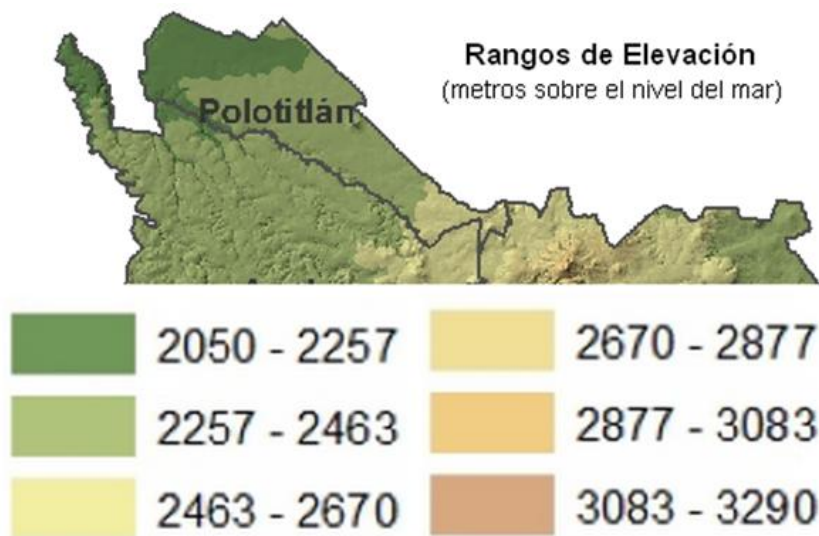 Rangos de Elevación
(metros sobre el nivel del mar)
Polotitlán
2050 - 2257
2257 - 2463
2463 - 2670
2670 - 2877
2877 - 3083
3083 - 3290